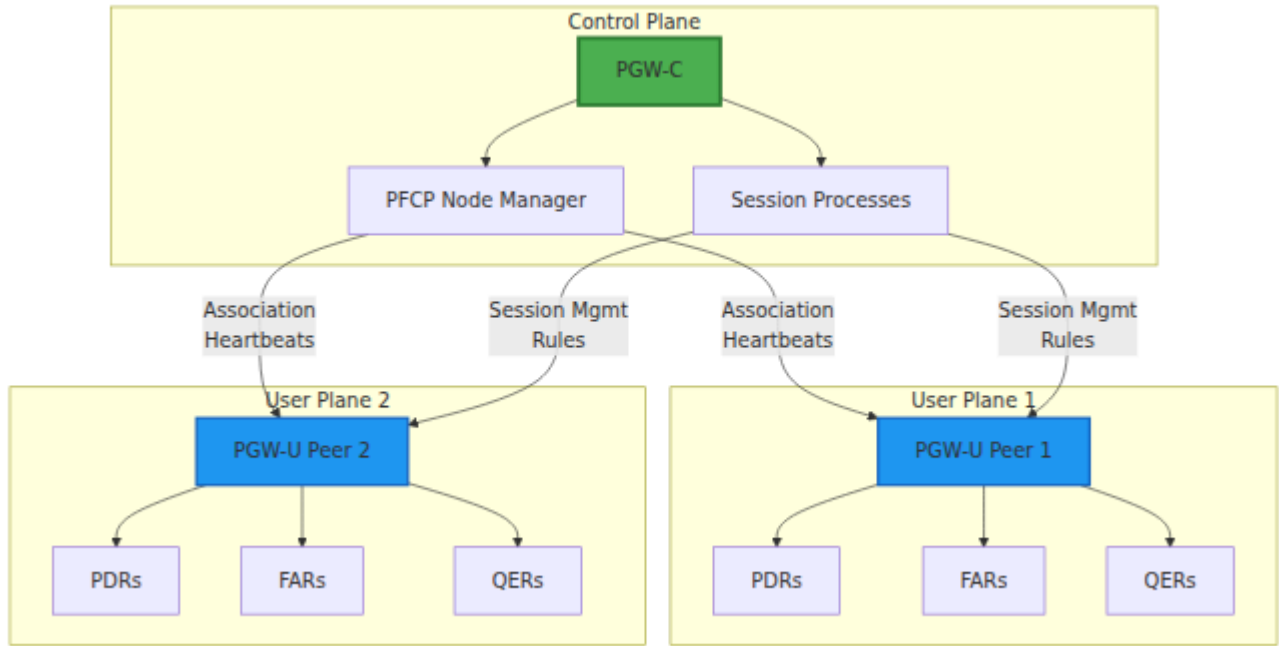 Control Plane
PGW-C
PFCP Node Manager
Session Processes
Association
Heartbeats
Session Mgmt
Rules
Association
Heartbeats
Session Mgmt
Rules
User Plane 2
PGW-U Peer 2
PDRs
FARs
QERs
User Plane 1
PGW-U Peer 1
PDRs
FARs
QERs